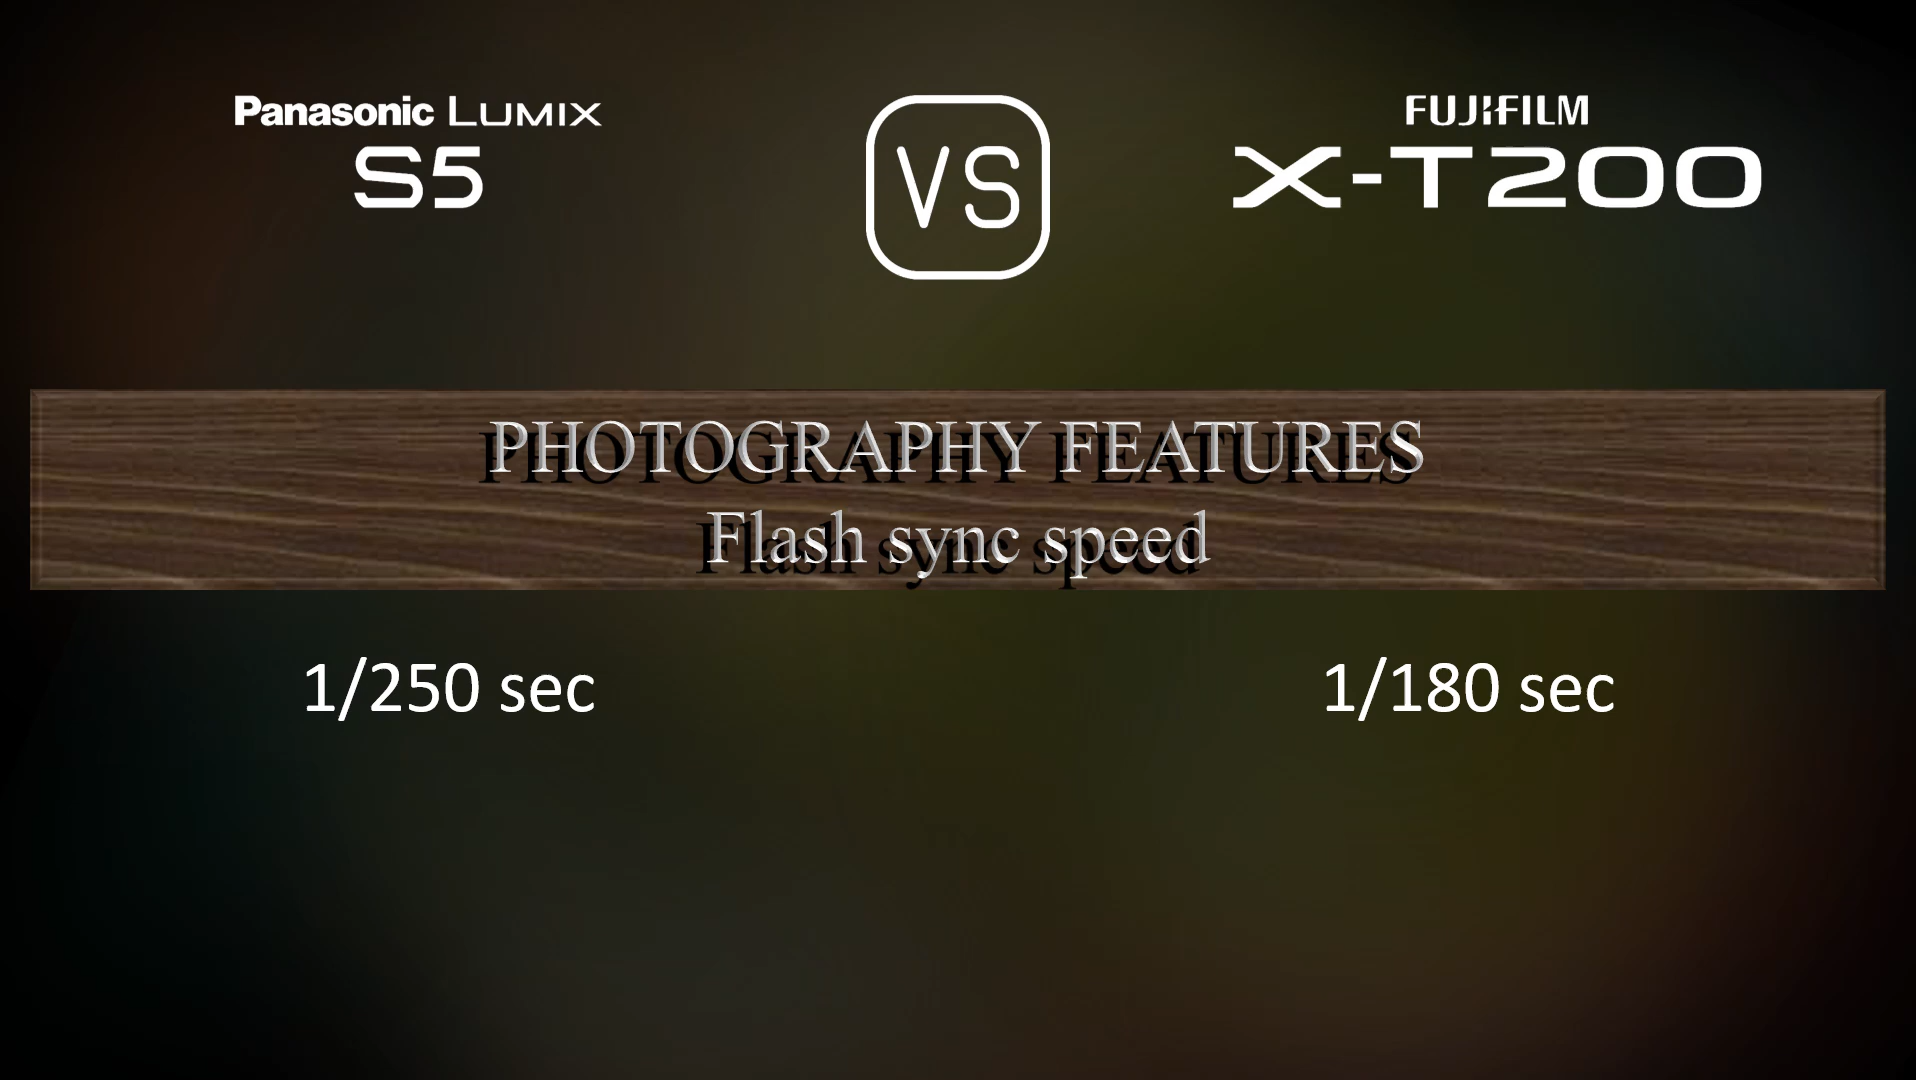 Panasonic LUMIX
S5
VS
FUJIFILM
X-T200
PHOTOGRAPHY FEATURES
Flash sync speed
1/250 sec
1/180 sec